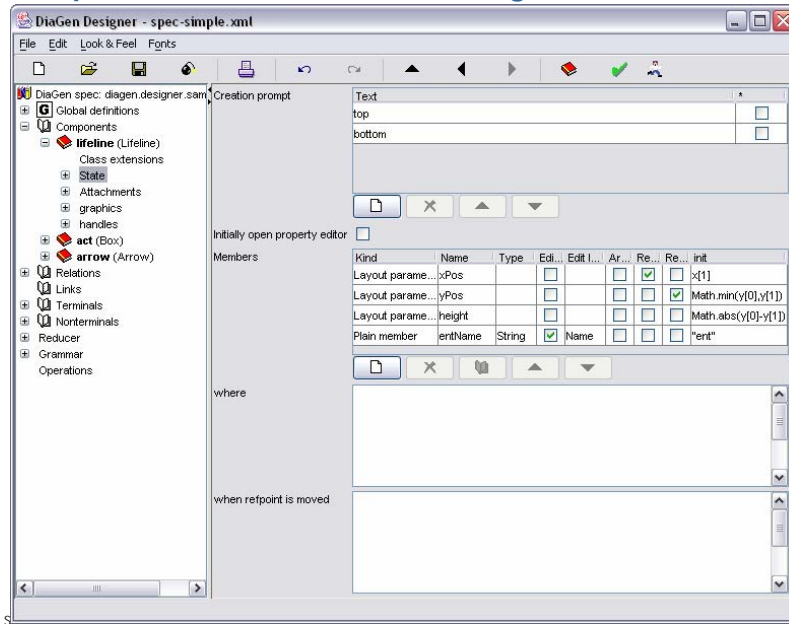 DiaGen Designer - spec-simple.xml
File Edit Look & Feel Fonts
DiaGen spec: diagen.designer.sam
G Global definitions
Components
lifeline (Lifeline)
Class extensions
State
Attachments
graphics
handles
act (Box)
arrow (Arrow)
Relations
Links
Terminals
Nonterminals
Reducer
Grammar
Operations
Creation prompt
Text *
top
bottom
Initially open property editor
Members
Kind Name Type Edi... Edit l... Ar... Re... Re... init
Layout parame... xPos x[1]
Layout parame... yPos Math.min(y[0],y[1])
Layout parame... height Math.abs(y[0]-y[1])
Plain member entName String Name "ent"
where
when refpoint is moved
s